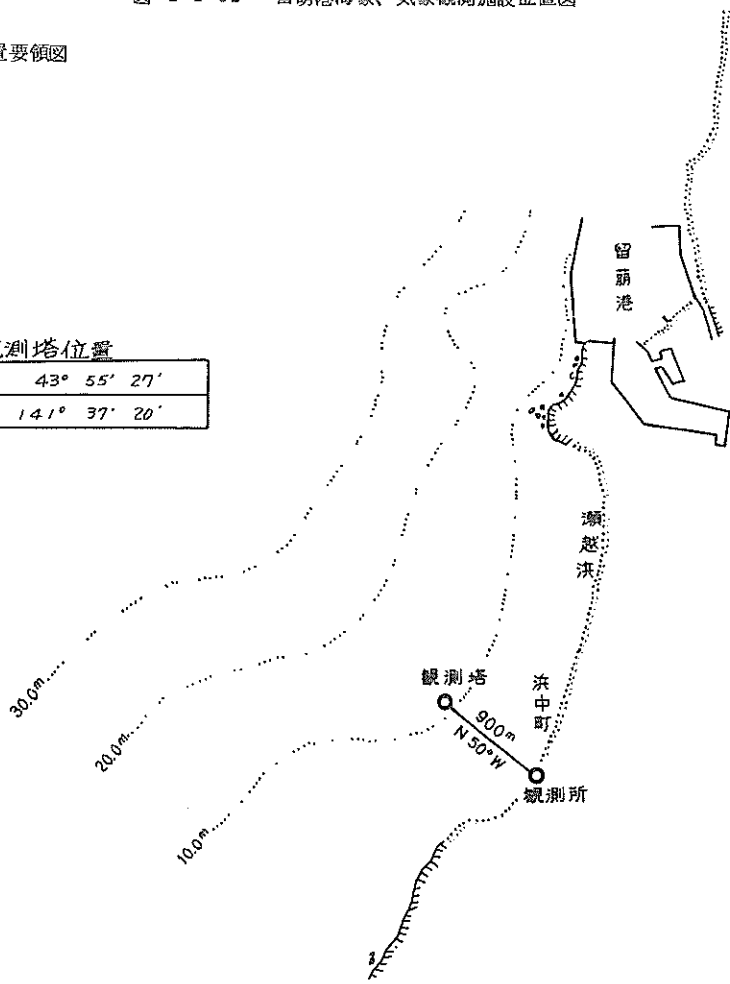 置要領図
留萌港
測塔位置
43° 55′ 27′
141° 37′ 20′
瀬越浜
観測塔
浜中町
900m
N 50°W
観測所
30.0m
20.0m
10.0m